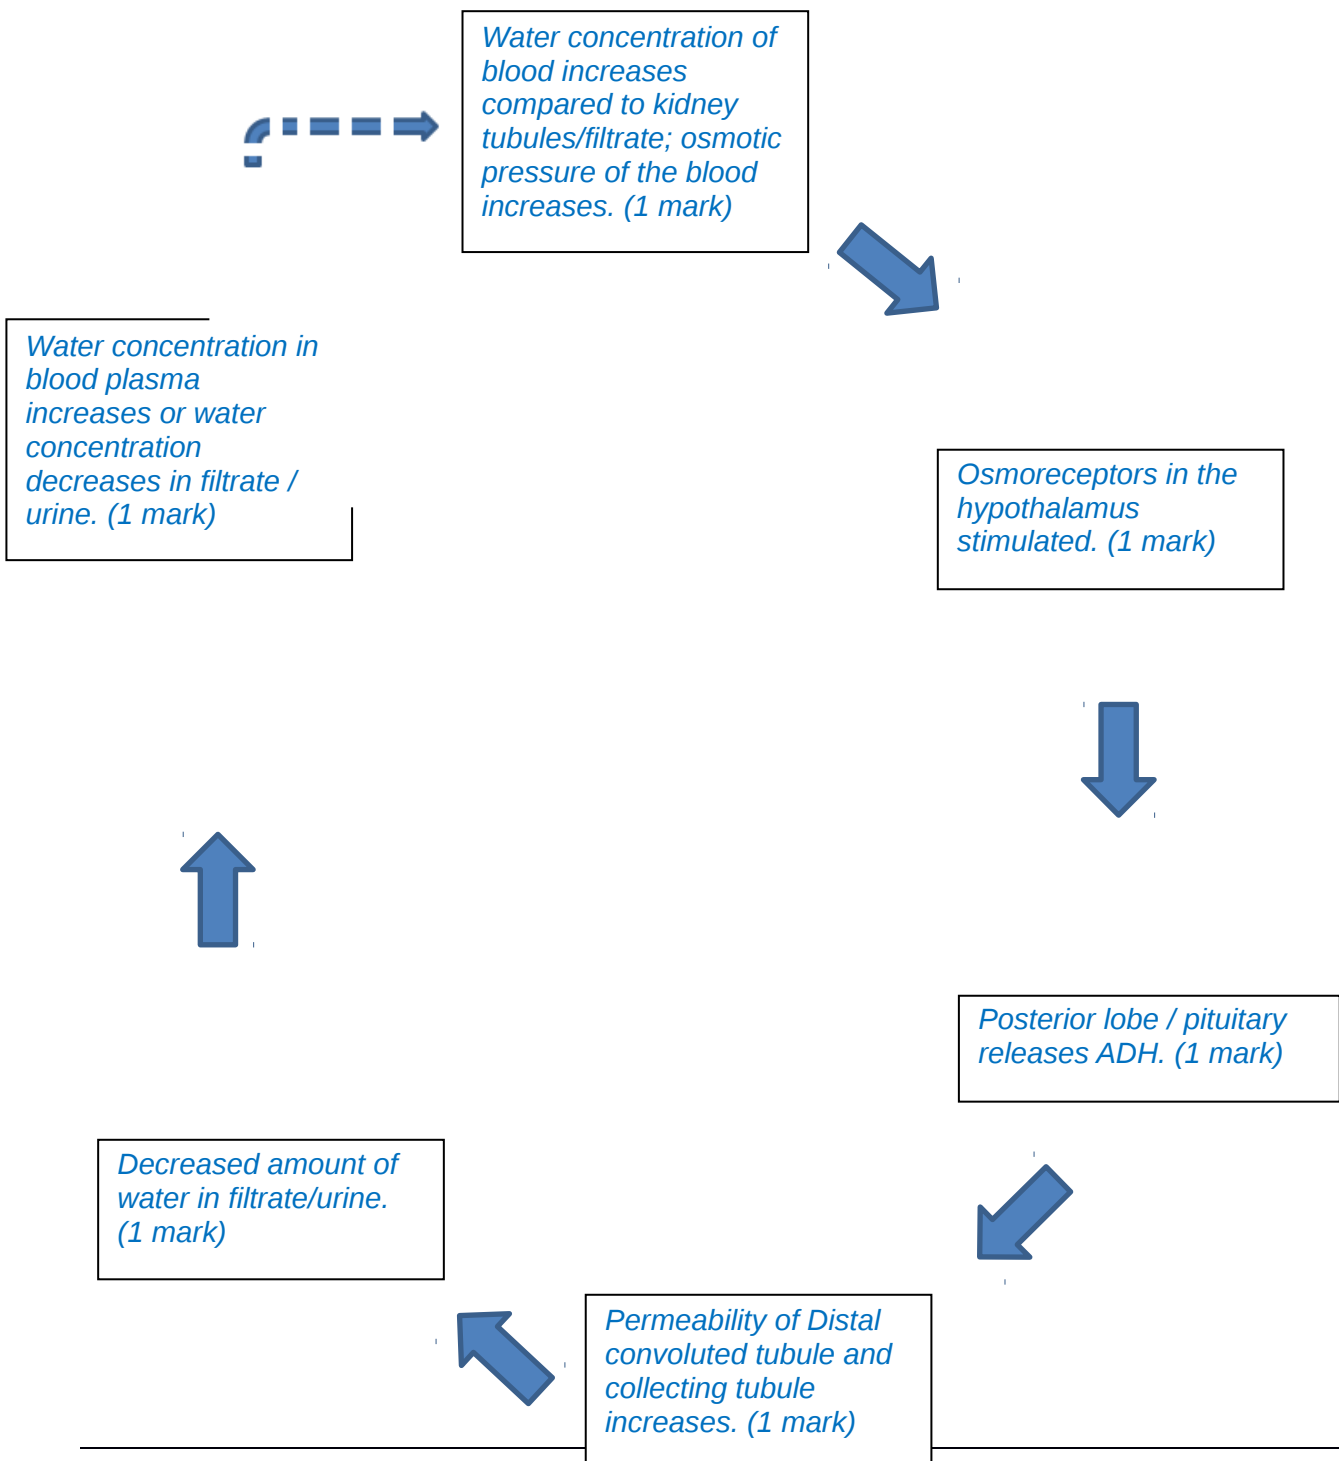 Water concentration of
blood increases
compared to kidney
tubules/filtrate; osmotic
pressure of the blood
increases. (1 mark)
Water concentration in
blood plasma
increases or water
concentration
decreases in filtrate /
urine. (1 mark)
Osmoreceptors in the
hypothalamus
stimulated. (1 mark)
Posterior lobe / pituitary
releases ADH. (1 mark)
Decreased amount of
water in filtrate/urine.
(1 mark)
Permeability of Distal
convoluted tubule and
collecting tubule
increases. (1 mark)